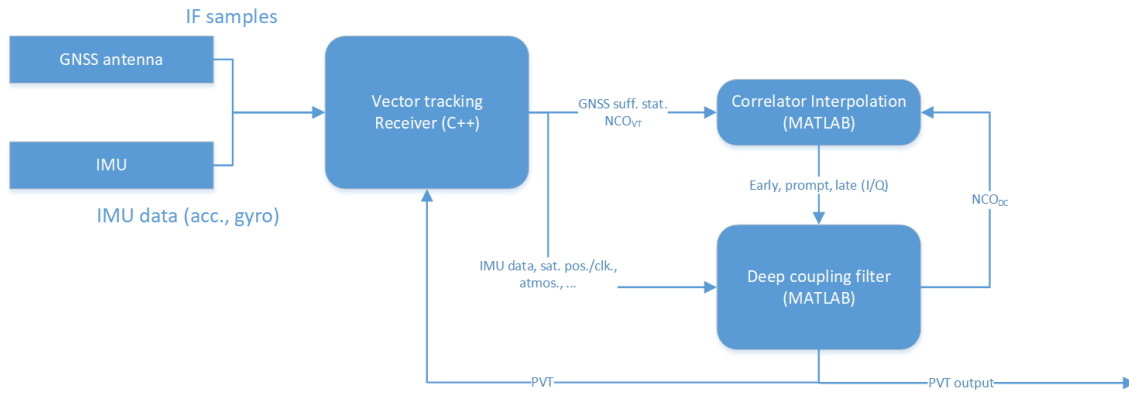 IF samples
GNSS antenna
IMU
IMU data (acc., gyro)
Vector tracking
Receiver (C++)
GNSS suff. stat.
NCO_VT
Correlator Interpolation
(MATLAB)
Early, prompt, late (I/Q)
NCO_DC
IMU data, sat. pos./clk.,
atmos., ...
Deep coupling filter
(MATLAB)
PVT
PVT output